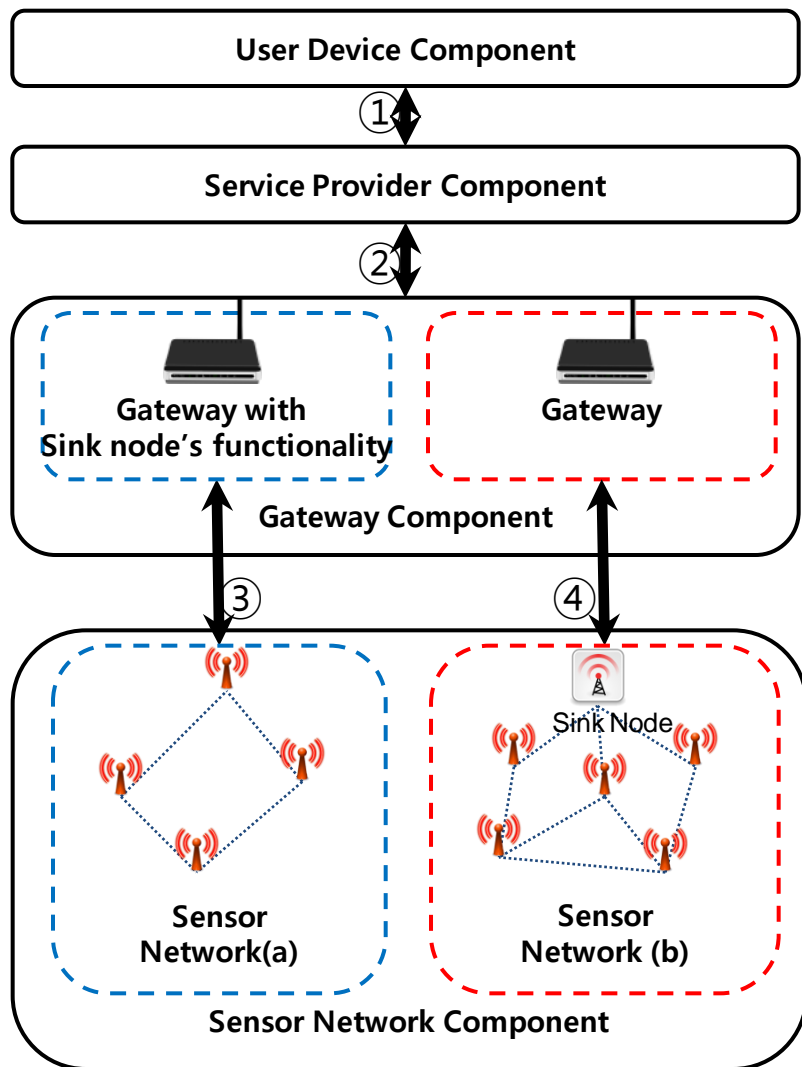 User Device Component
①
Service Provider Component
②
Gateway with
Sink node's functionality
Gateway
Gateway Component
③
④
Sink Node
Sensor
Network(a)
Sensor
Network (b)
Sensor Network Component